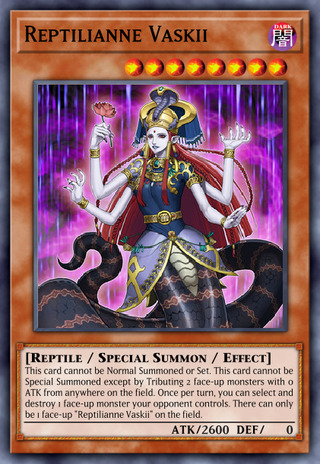 Reptilianne Vaskii
DARK
闇
[Reptile / Special Summon / Effect]
This card cannot be Normal Summoned or Set. This card cannot be
Special Summoned except by Tributing 2 face-up monsters with 0
ATK from anywhere on the field. Once per turn, you can select and
destroy 1 face-up monster your opponent controls. There can only
be 1 face-up "Reptilianne Vaskii" on the field.
ATK/2600 DEF/ 0